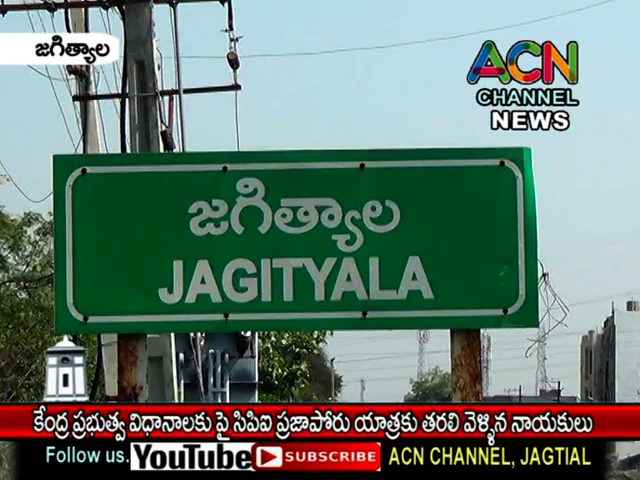 జగిత్యాల
ACN
CHANNEL
NEWS
జగిత్యాల
JAGITYALA
కేంద్ర ప్రభుత్వ విధానాలకు పై సిపిఐ ప్రజాపోరు యాత్రకు తరలి వెళ్ళిన నాయకులు
Follow us. YouTube SUBSCRIBE ACN CHANNEL, JAGTIAL